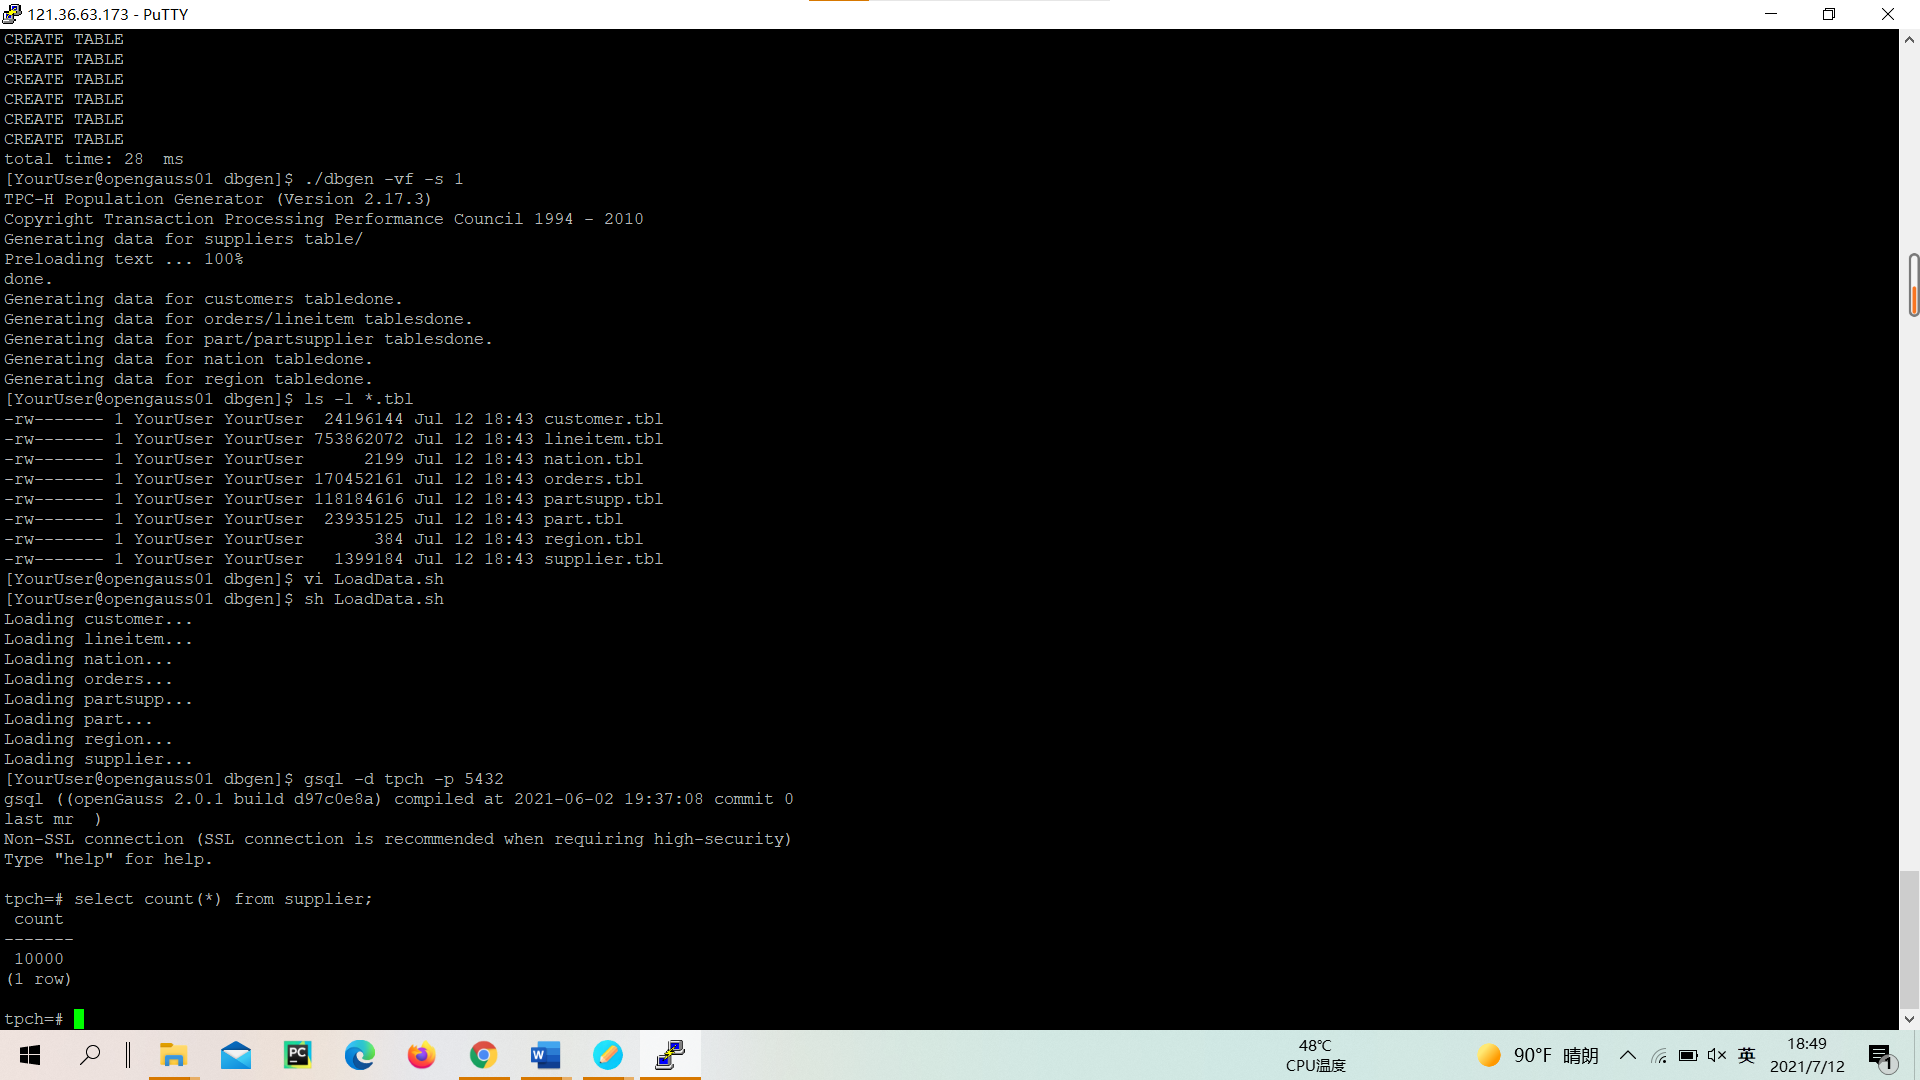 121.36.63.173 - PuTTY
CREATE TABLE
CREATE TABLE
CREATE TABLE
CREATE TABLE
CREATE TABLE
CREATE TABLE
total time: 28  ms
[YourUser@opengauss01 dbgen]$ ./dbgen -vf -s 1
TPC-H Population Generator (Version 2.17.3)
Copyright Transaction Processing Performance Council 1994 - 2010
Generating data for suppliers table/
Preloading text ... 100%
done.
Generating data for customers tabledone.
Generating data for orders/lineitem tablesdone.
Generating data for part/partsupplier tablesdone.
Generating data for nation tabledone.
Generating data for region tabledone.
[YourUser@opengauss01 dbgen]$ ls -l *.tbl
-rw------- 1 YourUser YourUser  24196144 Jul 12 18:43 customer.tbl
-rw------- 1 YourUser YourUser 753862072 Jul 12 18:43 lineitem.tbl
-rw------- 1 YourUser YourUser      2199 Jul 12 18:43 nation.tbl
-rw------- 1 YourUser YourUser 170452161 Jul 12 18:43 orders.tbl
-rw------- 1 YourUser YourUser 118184616 Jul 12 18:43 partsupp.tbl
-rw------- 1 YourUser YourUser  23935125 Jul 12 18:43 part.tbl
-rw------- 1 YourUser YourUser       384 Jul 12 18:43 region.tbl
-rw------- 1 YourUser YourUser   1399184 Jul 12 18:43 supplier.tbl
[YourUser@opengauss01 dbgen]$ vi LoadData.sh
[YourUser@opengauss01 dbgen]$ sh LoadData.sh
Loading customer...
Loading lineitem...
Loading nation...
Loading orders...
Loading partsupp...
Loading part...
Loading region...
Loading supplier...
[YourUser@opengauss01 dbgen]$ gsql -d tpch -p 5432
gsql ((openGauss 2.0.1 build d97c0e8a) compiled at 2021-06-02 19:37:08 commit 0
last mr  )
Non-SSL connection (SSL connection is recommended when requiring high-security)
Type "help" for help.
tpch=# select count(*) from supplier;
 count
-------
 10000
(1 row)
tpch=#
PC
W
48℃
CPU温度
90°F 晴朗
英
18:49
2021/7/12
1